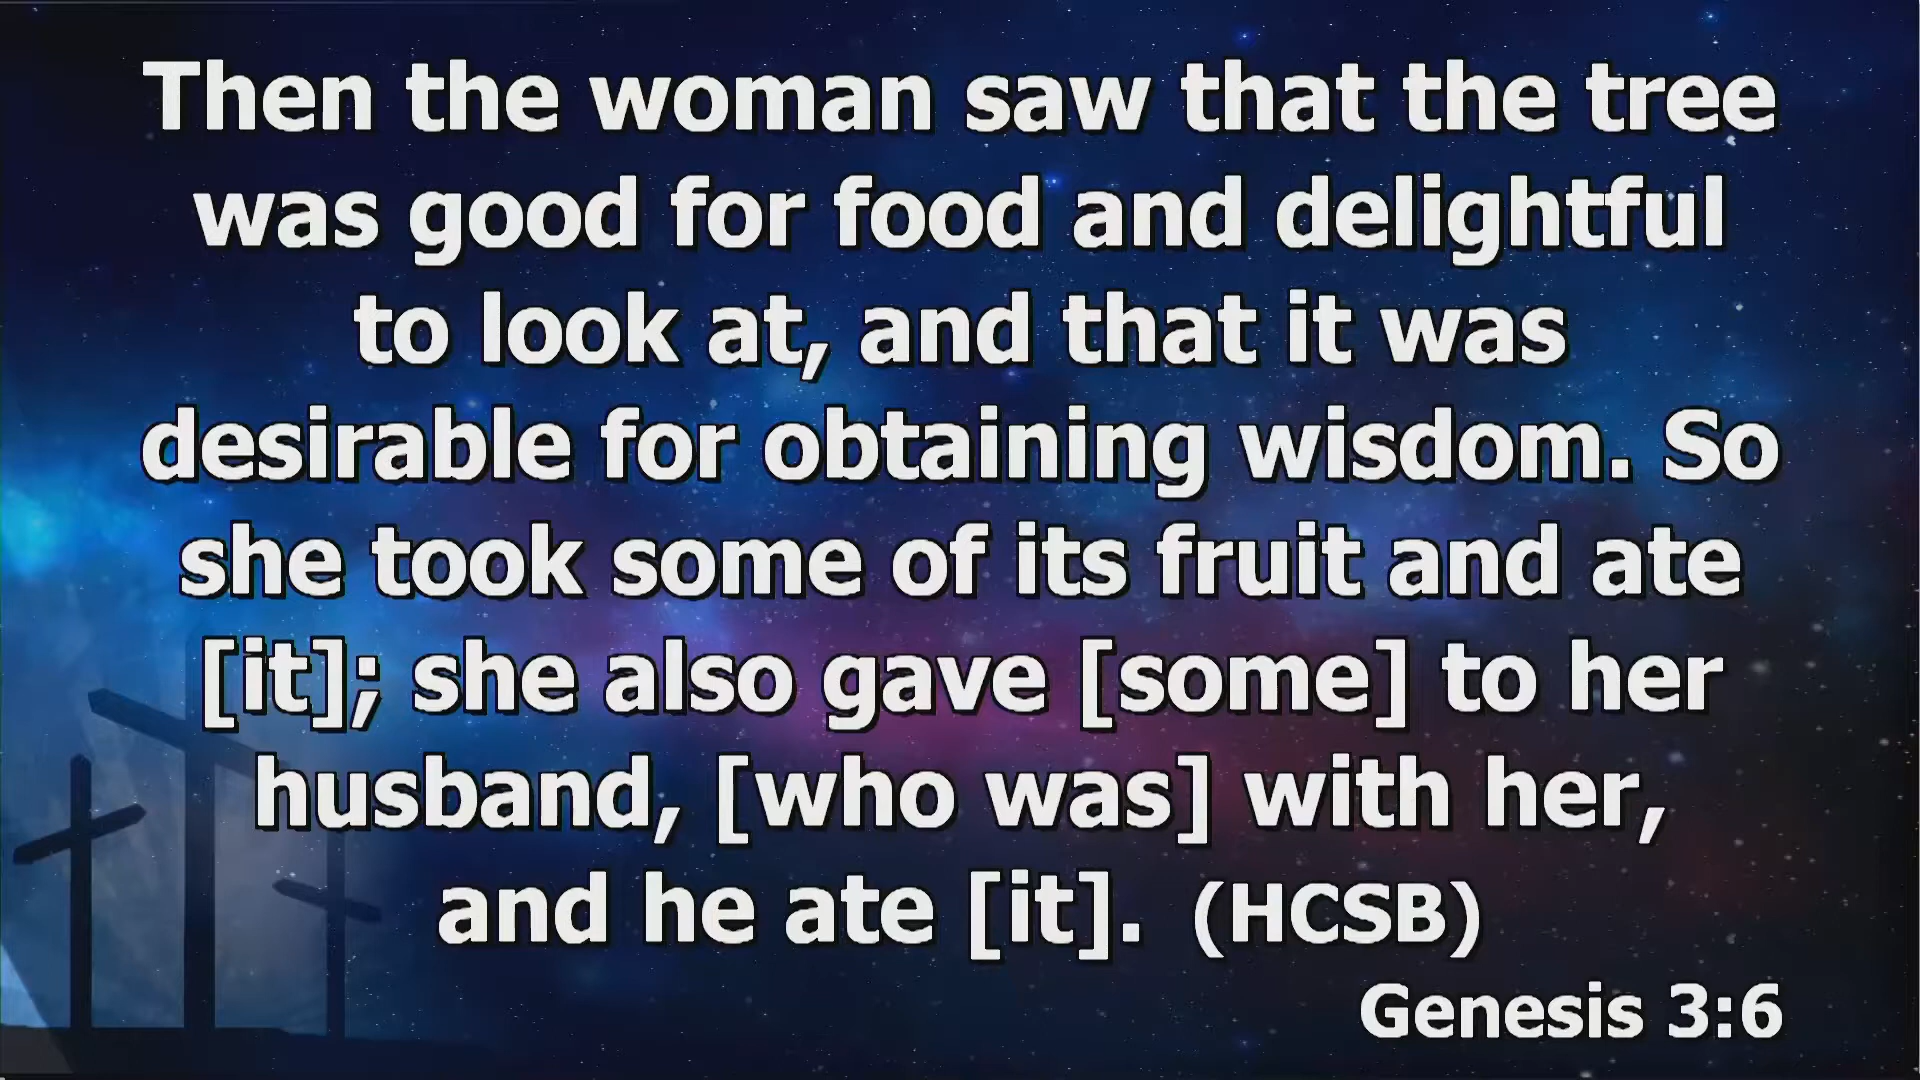 Then the woman saw that the tree
was good for food and delightful
to look at, and that it was
desirable for obtaining wisdom. So
she took some of its fruit and ate
[it]; she also gave [some] to her
husband, [who was] with her,
and he ate [it]. (HCSB)
Genesis 3:6